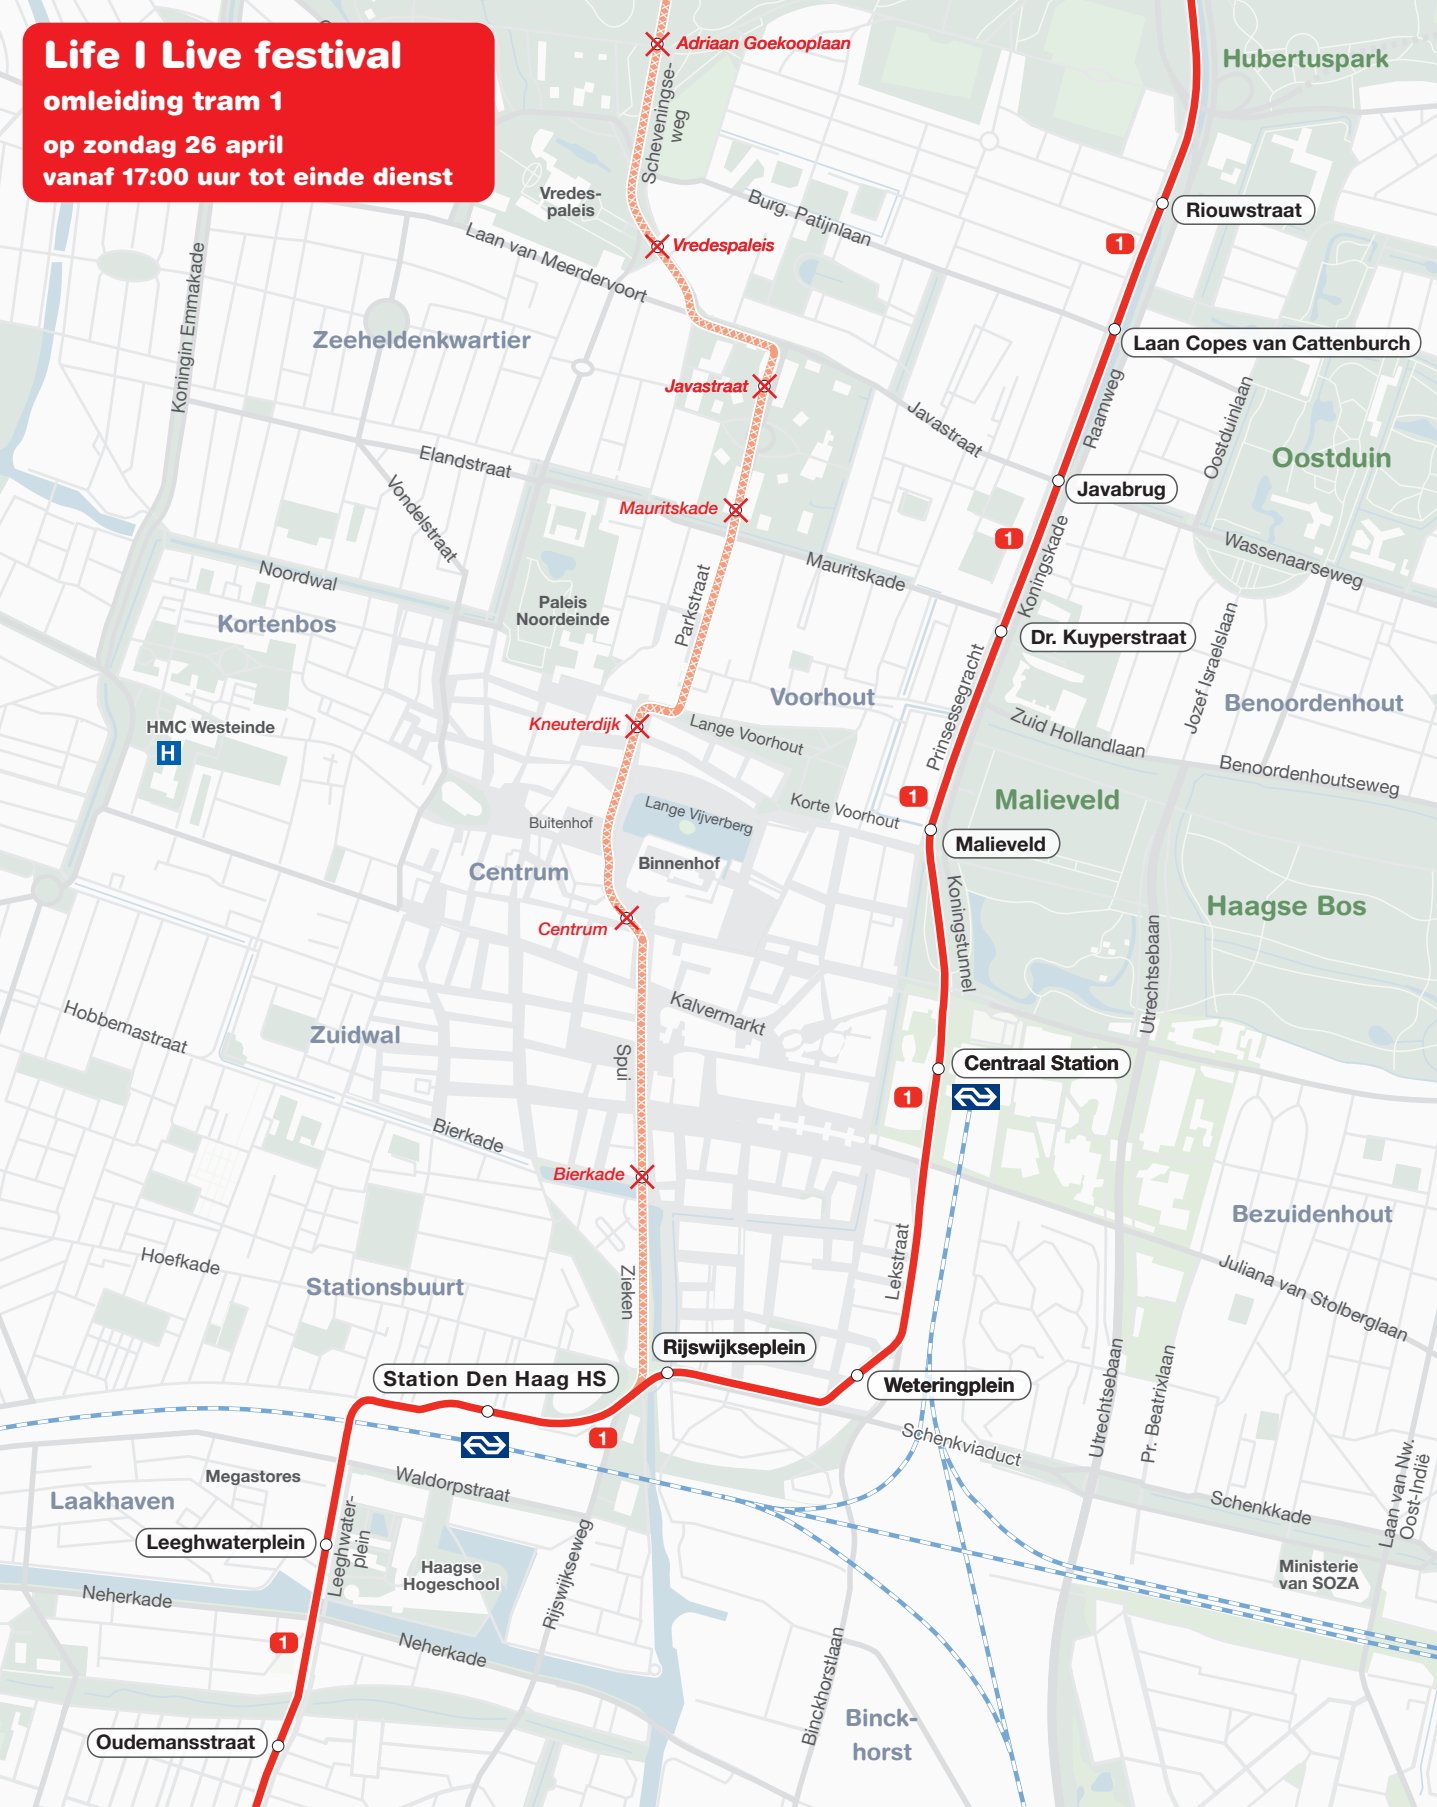 Life I Live festival
omleiding tram 1
op zondag 26 april
vanaf 17:00 uur tot einde dienst
Adriaan Goekooplaan
Hubertuspark
Scheveningse-
weg
Vredes-
paleis
Burg. Patijnlaan
Riouwstraat
1
Vredespaleis
Laan van Meerdervoort
Koningin Emmakade
Zeeheldenkwartier
Laan Copes van Cattenburch
Javastraat
Raamweg
Oostduinlaan
Javastraat
Oostduin
Elandstraat
Vondelstraat
Javabrug
Mauritskade
1
Koningskade
Wassenaarseweg
Mauritskade
Noordwal
Parkstraat
Paleis
Noordeinde
Kortenbos
Dr. Kuyperstraat
Jozef Israelslaan
Prinsessegracht
Voorhout
Benoordenhout
Kneuterdijk
Lange Voorhout
Zuid Hollandlaan
HMC Westeinde
H
Benoordenhoutseweg
1
Malieveld
Korte Voorhout
Lange Vijverberg
Buitenhof
Malieveld
Binnenhof
Centrum
Koningstunnel
Haagse Bos
Centrum
Utrechtsebaan
Kalvermarkt
Hobbemastraat
Zuidwal
Spui
Centraal Station
1
Bierkade
Bierkade
Bezuidenhout
Hoefkade
Lekstraat
Juliana van Stolberglaan
Stationsbuurt
Zieken
Rijswijkseplein
Station Den Haag HS
Weteringplein
Utrechtsebaan
Pr. Beatrixlaan
1
Schenkviaduct
Megastores
Waldorpstraat
Laakhaven
Laan van Nw.
Oost-Indië
Schenkkade
Leeghwaterplein
Leeghwater-
plein
Rijswijkseweg
Haagse
Hogeschool
Ministerie
van SOZA
Neherkade
1
Neherkade
Binckhorstlaan
Binck-
horst
Oudemansstraat